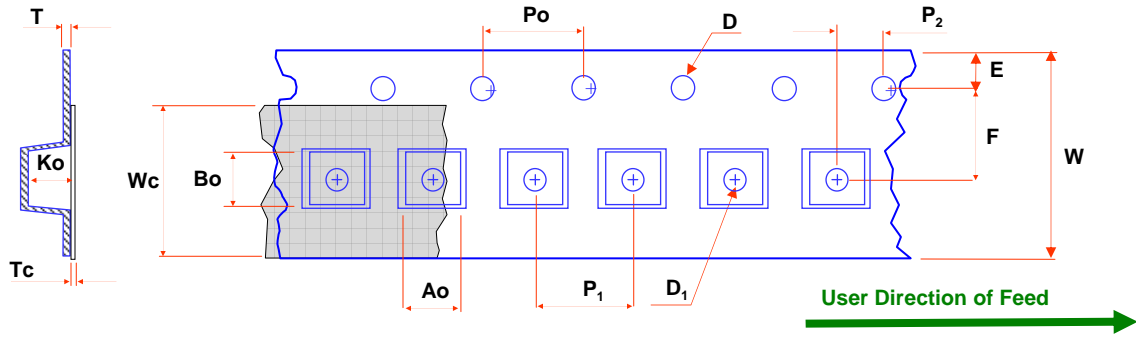 T
Po
D
P₂
E
F
W
Ko
Wc
Bo
Tc
Ao
P₁
D₁
User Direction of Feed